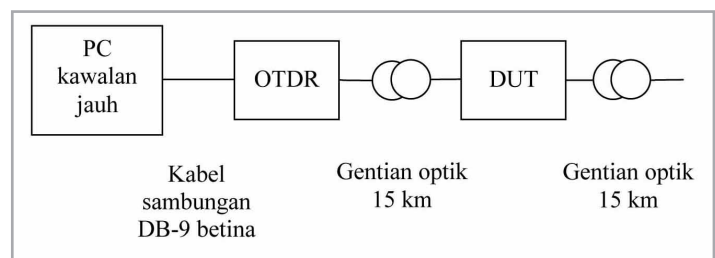 PC
kawalan
jauh
OTDR
DUT
Kabel
sambungan
DB-9 betina
Gentian optik
15 km
Gentian optik
15 km